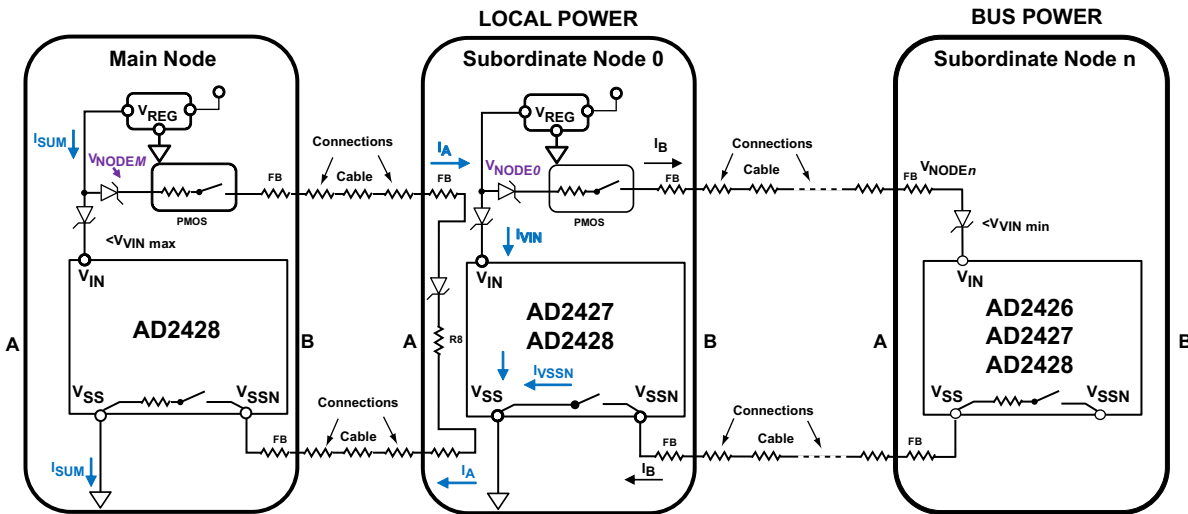 LOCAL POWER
BUS POWER
Main Node
Subordinate Node 0
Subordinate Node n
VREG
VREG
ISUM
VNODEM
PMOS
FB
Connections
Cable
IA
FB
VNODE0
PMOS
IB
FB
Connections
Cable
FB
VNODEn
<VVIN max
IVIN
<VVIN min
VIN
VIN
VIN
AD2428
AD2427
AD2428
AD2426
AD2427
AD2428
A
B
A
R8
B
A
B
VSS
VSSN
VSS
IVSSN
VSSN
VSS
VSSN
ISUM
FB
Connections
Cable
IA
FB
IB
Connections
Cable
FB